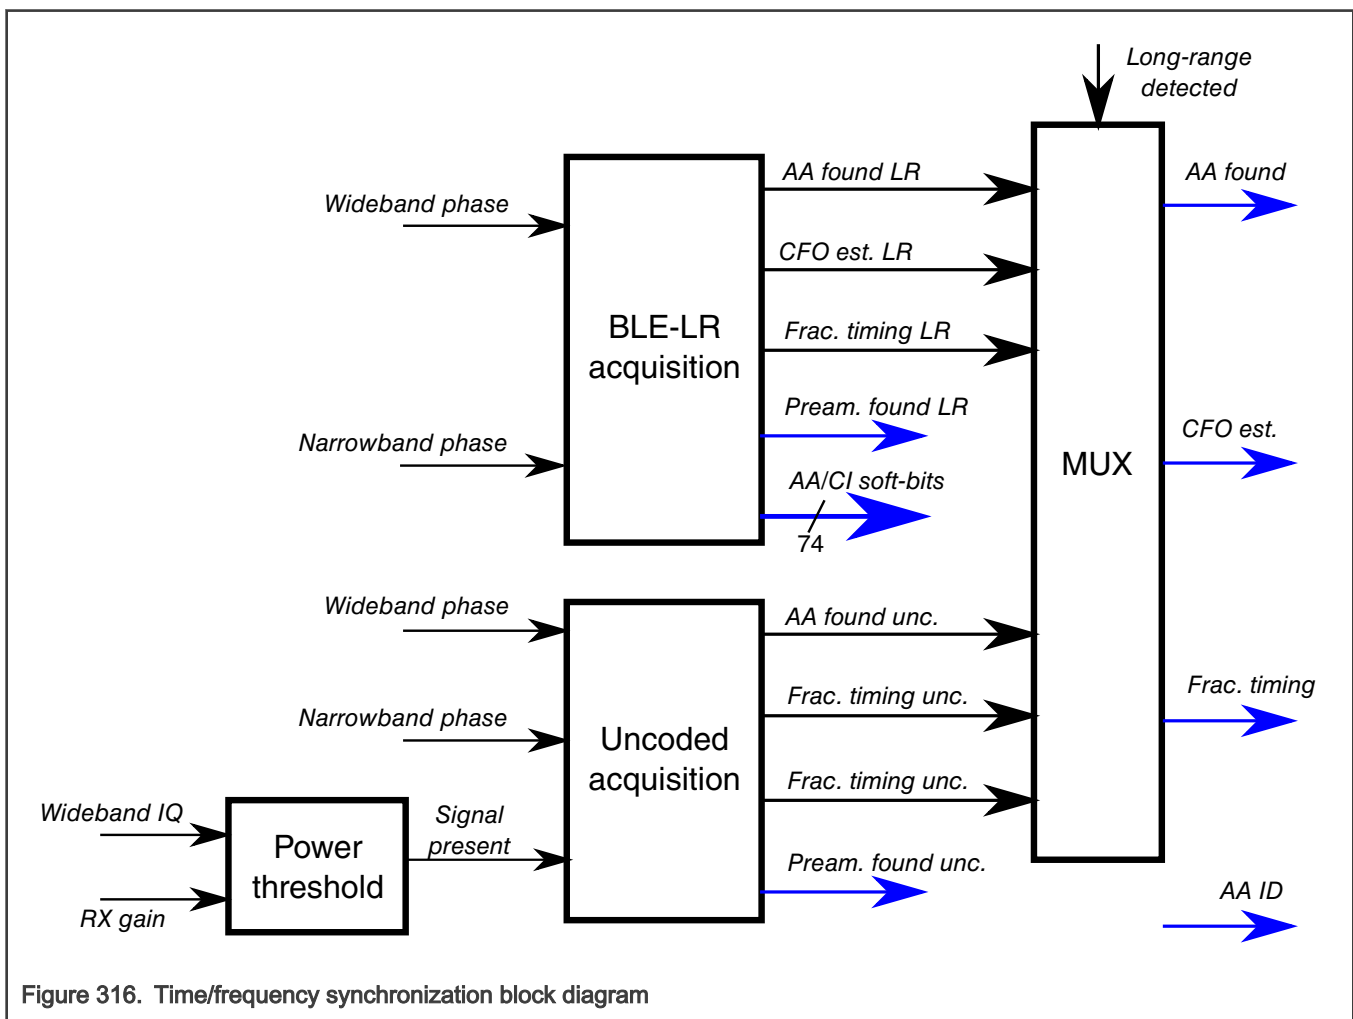 Long-range
detected
AA found LR
AA found
Wideband phase
CFO est. LR
BLE-LR
acquisition
Frac. timing LR
Pream. found LR
Narrowband phase
CFO est.
MUX
AA/CI soft-bits
74
Wideband phase
AA found unc.
Frac. timing unc.
Frac. timing
Narrowband phase
Uncoded
acquisition
Frac. timing unc.
Wideband IQ
Signal
present
Power
threshold
Pream. found unc.
RX gain
AA ID
Figure 316. Time/frequency synchronization block diagram